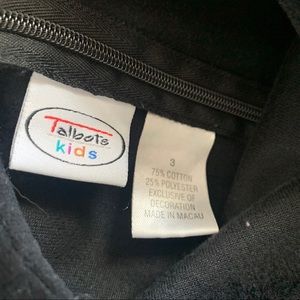 Talbots
kids
3
75% COTTON
25% POLYESTER
EXCLUSIVE OF
DECORATION
MADE IN MACAU